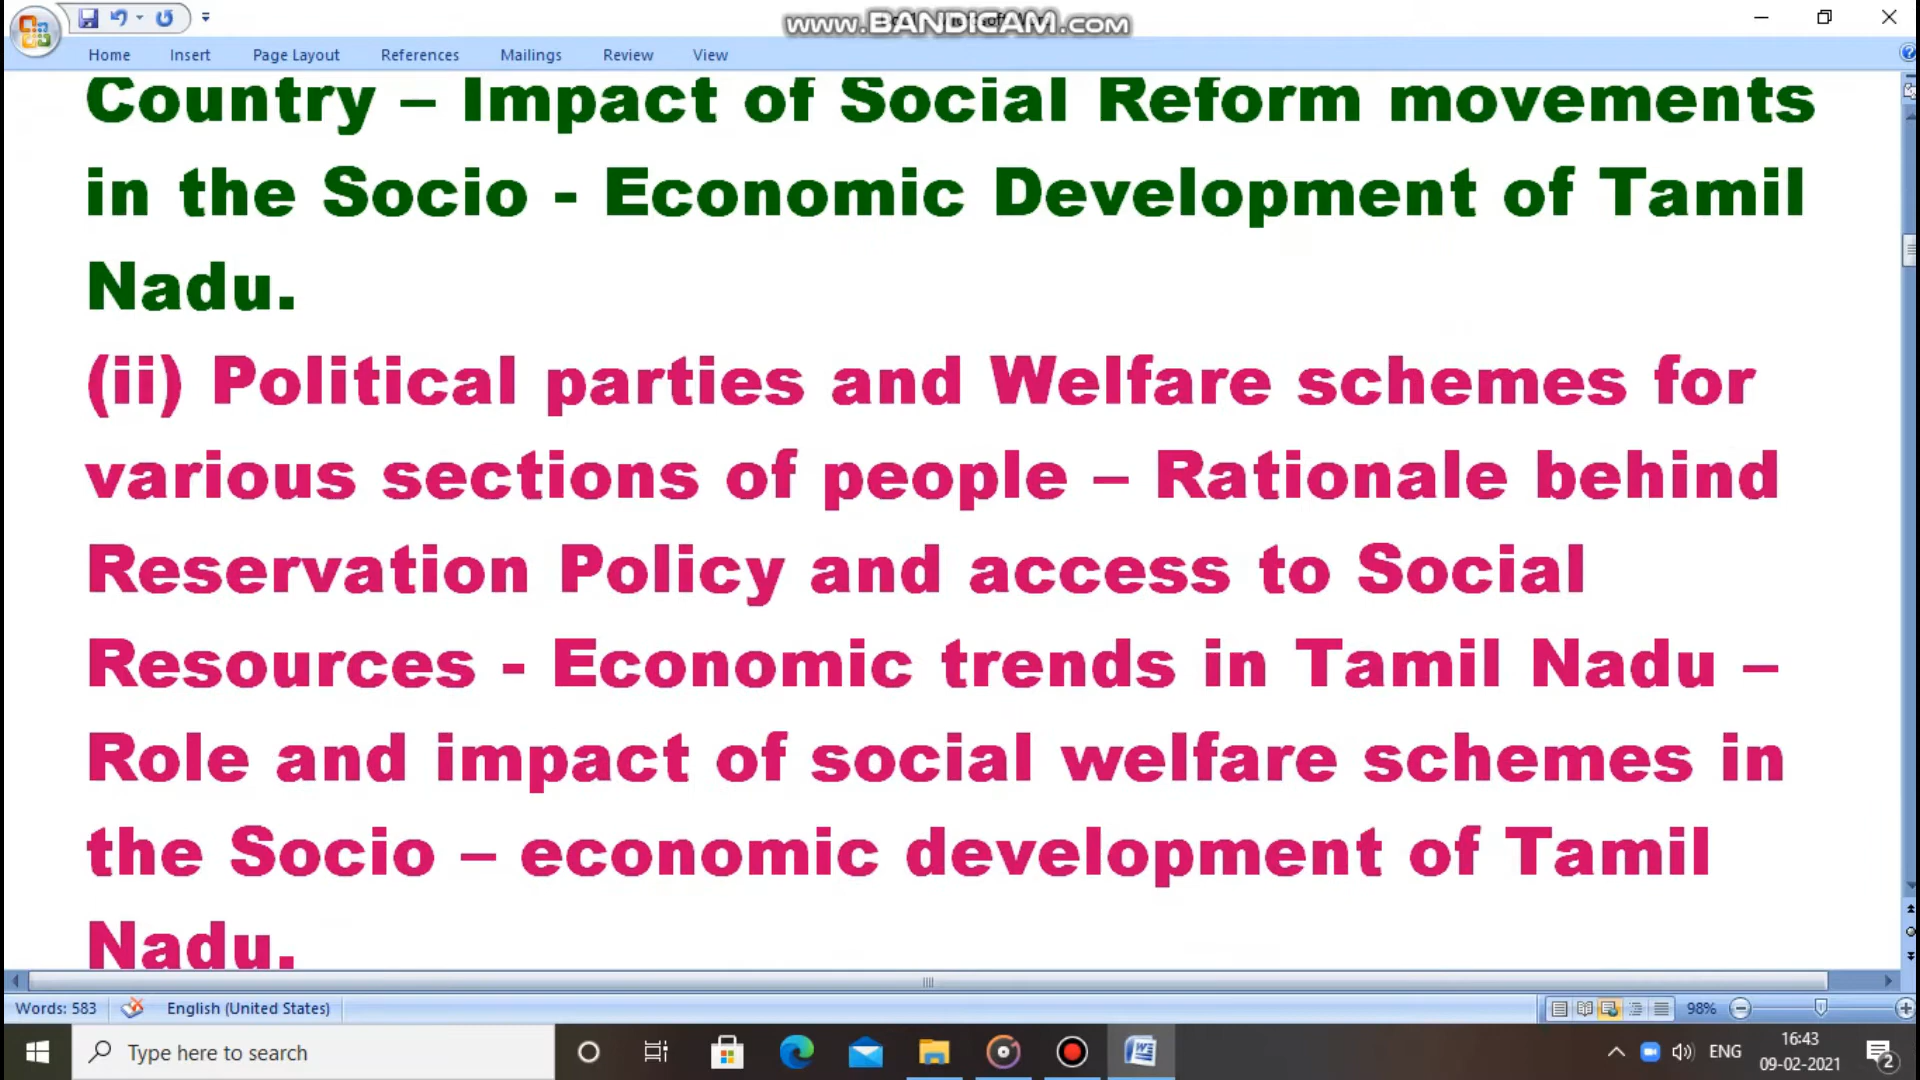 www.BANDICAM.com
Home Insert Page Layout References Mailings Review View
Country – Impact of Social Reform movements
in the Socio - Economic Development of Tamil
Nadu.
(ii) Political parties and Welfare schemes for
various sections of people – Rationale behind
Reservation Policy and access to Social
Resources - Economic trends in Tamil Nadu –
Role and impact of social welfare schemes in
the Socio – economic development of Tamil
Nadu.
Words: 583 English (United States) 98%
Type here to search ENG 16:43
09-02-2021 2